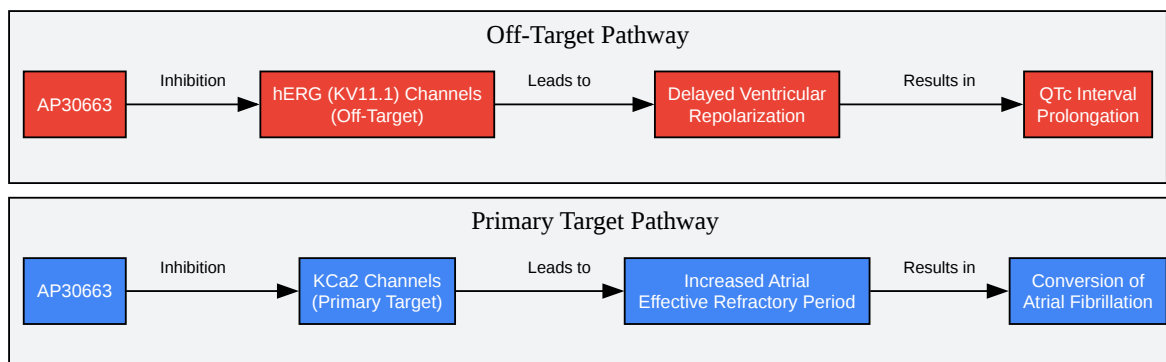 Off-Target Pathway
AP30663
Inhibition
hERG (KV11.1) Channels
(Off-Target)
Leads to
Delayed Ventricular
Repolarization
Results in
QTc Interval
Prolongation
Primary Target Pathway
AP30663
Inhibition
KCa2 Channels
(Primary Target)
Leads to
Increased Atrial
Effective Refractory Period
Results in
Conversion of
Atrial Fibrillation